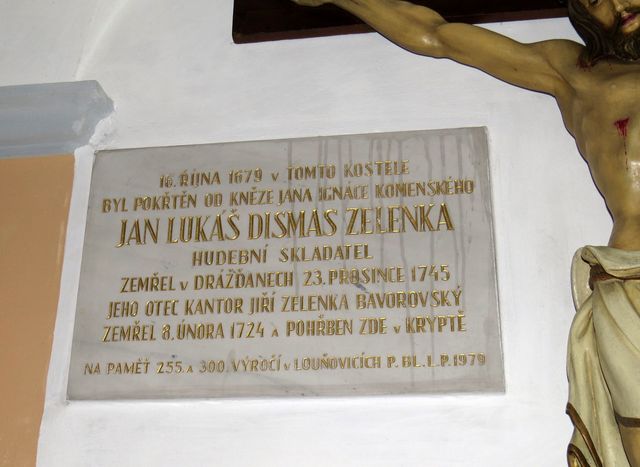 16. ŘÍJNA 1679 V TOMTO KOSTELE
BYL POKŘTĚN OD KNĚZE JANA IGNÁCE KOMENSKÉHO
JAN LUKÁŠ DISMAS ZELENKA
HUDEBNÍ SKLADATEL
ZEMŘEL V DRÁŽĎANECH 23. PROSINCE 1745
JEHO OTEC KANTOR JIŘÍ ZELENKA BAVOROVSKÝ
ZEMŘEL 8. ÚNORA 1724 A POHŘBEN ZDE V KRYPTĚ
NA PAMĚŤ 255. A 300. VÝROČÍ V LOUŇOVICÍCH P. BL. L. P. 1979